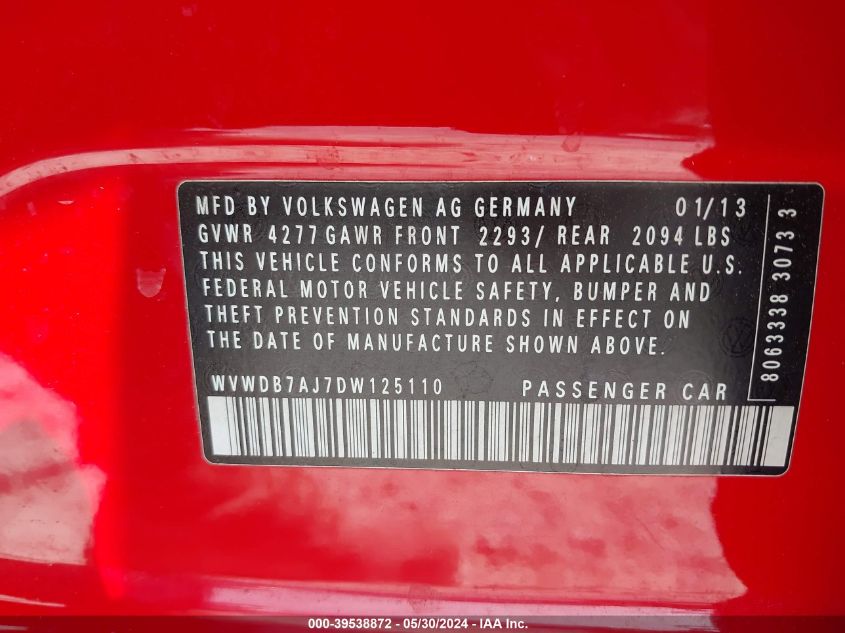 MFD BY VOLKSWAGEN AG GERMANY 01/13
GVWR 4277 GAWR FRONT 2293/ REAR 2094 LBS
THIS VEHICLE CONFORMS TO ALL APPLICABLE U.S.
FEDERAL MOTOR VEHICLE SAFETY, BUMPER AND
THEFT PREVENTION STANDARDS IN EFFECT ON
THE DATE OF MANUFACTURE SHOWN ABOVE.
WVWDB7AJ7DW125110 PASSENGER CAR
8063338 3073 3
000-39538872 - 05/30/2024 - IAA Inc.